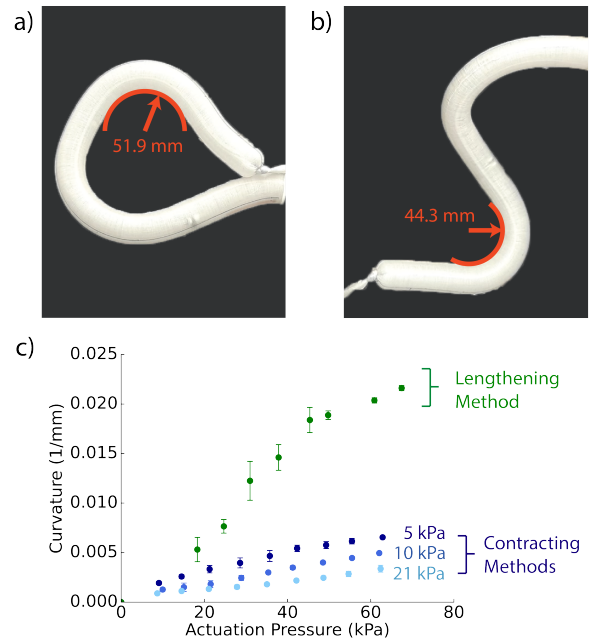 a)
b)
51.9 mm
44.3 mm
c)
0.025
0.020
0.015
0.010
0.005
0.000
Curvature (1/mm)
Lengthening
Method
5 kPa
10 kPa
21 kPa
Contracting
Methods
0
20
40
60
80
Actuation Pressure (kPa)